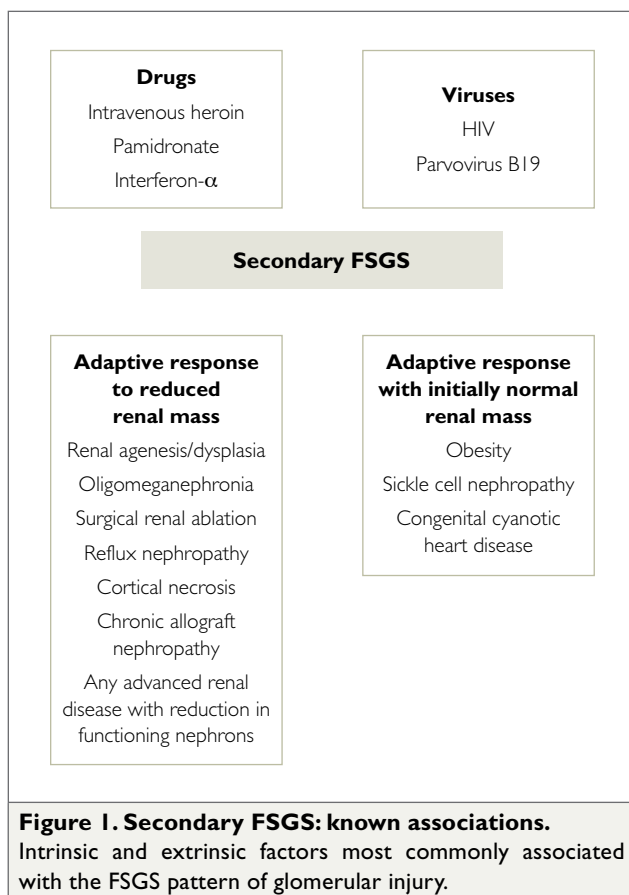 Drugs
Intravenous heroin
Pamidronate
Interferon-α
Viruses
HIV
Parvovirus B19
Secondary FSGS
Adaptive response
to reduced
renal mass
Renal agenesis/dysplasia
Oligomeganephronia
Surgical renal ablation
Reflux nephropathy
Cortical necrosis
Chronic allograft
nephropathy
Any advanced renal
disease with reduction in
functioning nephrons
Adaptive response
with initially normal
renal mass
Obesity
Sickle cell nephropathy
Congenital cyanotic
heart disease
Figure 1. Secondary FSGS: known associations.
Intrinsic and extrinsic factors most commonly associated
with the FSGS pattern of glomerular injury.